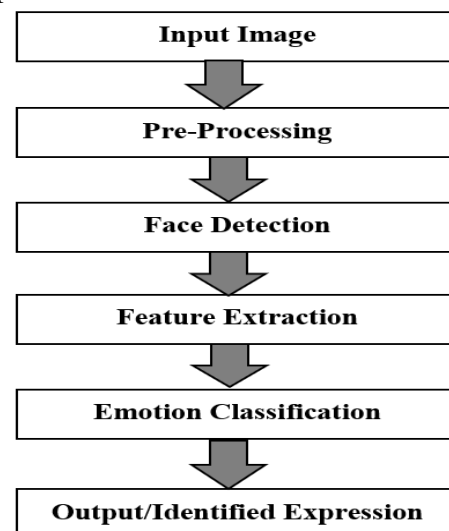 Input Image
Pre-Processing
Face Detection
Feature Extraction
Emotion Classification
Output/Identified Expression